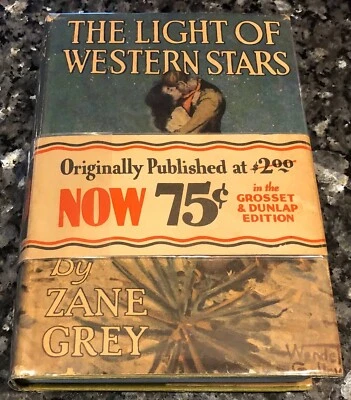 THE LIGHT OF
WESTERN STARS
Originally Published at $2.00
NOW 75¢
in the
GROSSET
& DUNLAP
EDITION
by
ZANE
GREY